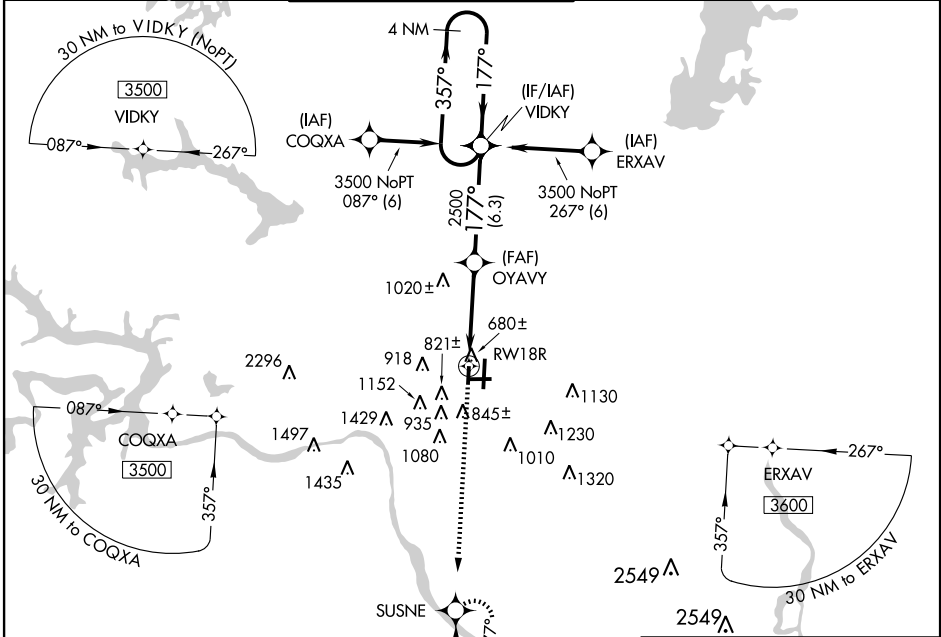 30 NM to VIDKY (NoPT)
3500
VIDKY
087°
267°
4 NM
357°
177°
(IF/IAF)
VIDKY
(IAF)
COQXA
(IAF)
ERXAV
3500 NoPT
087° (6)
3500 NoPT
267° (6)
2500
177°
(6.3)
(FAF)
OYAVY
1020±
680±
RW18R
821±
918
2296
1152
1429
935
845±
1130
1497
1080
1010
1230
1435
1320
087°
COQXA
3500
357°
30 NM to COQXA
267°
ERXAV
3600
357°
30 NM to ERXAV
2549
2549
SUSNE